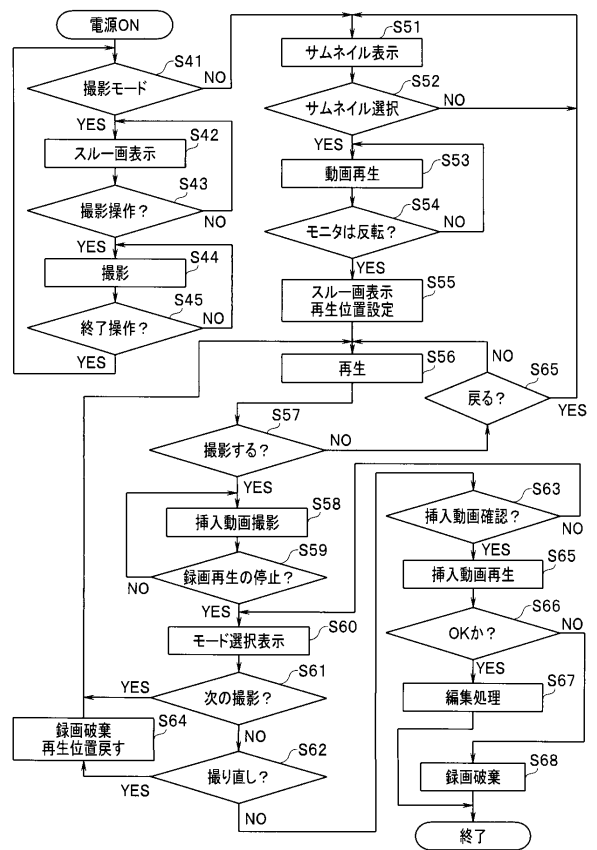 電源ON
S41
撮影モード
NO
YES
S42
スルー画表示
S43
撮影操作？
NO
YES
S44
撮影
S45
終了操作？
NO
YES
S51
サムネイル表示
S52
サムネイル選択
NO
YES
S53
動画再生
S54
モニタは反転？
NO
YES
S55
スルー画表示
再生位置設定
S56
再生
NO
S65
戻る？
YES
S57
撮影する？
NO
YES
S58
挿入動画撮影
S59
録画再生の停止？
NO
YES
S60
モード選択表示
S61
次の撮影？
YES
NO
S64
録画破棄
再生位置戻す
S62
撮り直し？
YES
NO
S63
挿入動画確認？
NO
YES
S65
挿入動画再生
S66
OKか？
NO
YES
S67
編集処理
S68
録画破棄
終了